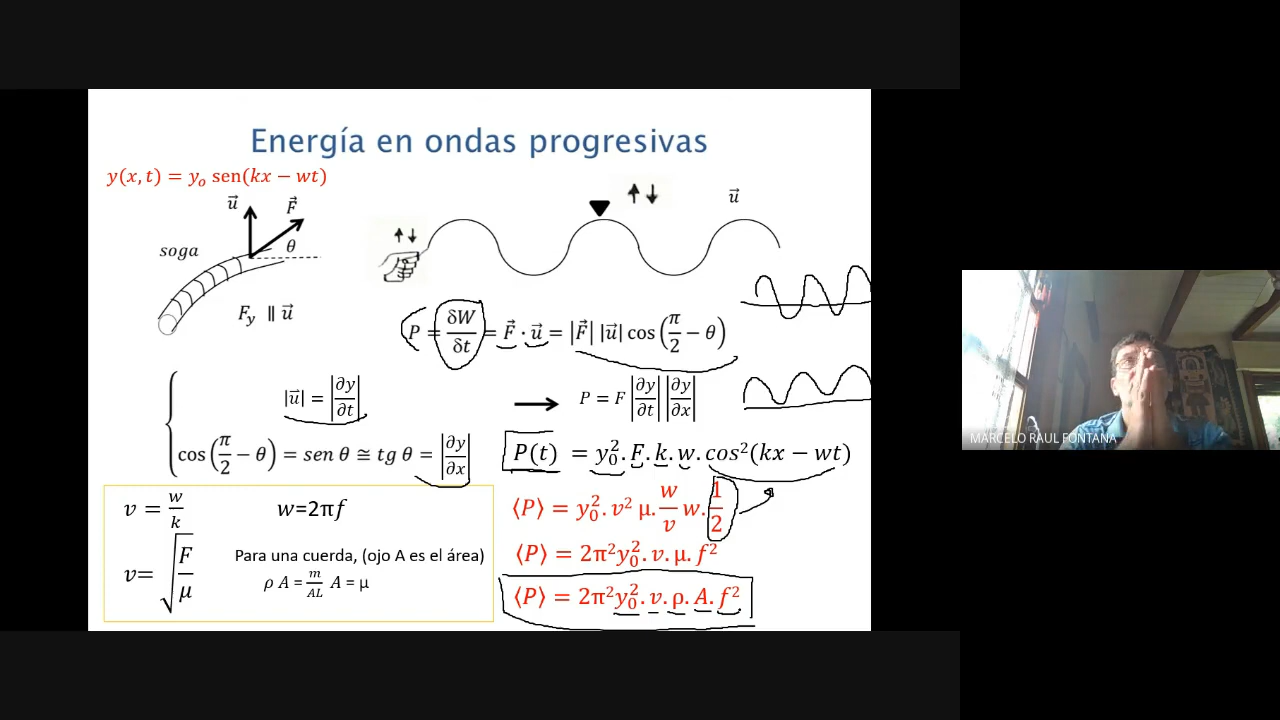 Energía en ondas progresivas
y(x, t) = y₀ sen(kx − wt)
u⃗
F⃗
θ
soga
F_y ∥ u⃗
u⃗
P = δW/δt = F⃗ · u⃗ = |F⃗| |u⃗| cos(π/2 − θ)
|u⃗| = |∂y/∂t|
P = F |∂y/∂t| |∂y/∂x|
cos(π/2 − θ) = sen θ ≅ tg θ = |∂y/∂x|
P(t) = y₀². F. k. w. cos²(kx − wt)
v = w/k
w=2πf
v= √(F/μ)
Para una cuerda, (ojo A es el área)
ρ A = m/AL A = μ
⟨P⟩ = y₀². v² μ. w/v w. 1/2
⟨P⟩ = 2π²y₀². v. μ. f²
⟨P⟩ = 2π²y₀². v. ρ. A. f²
MARCELO RAUL FONTANA